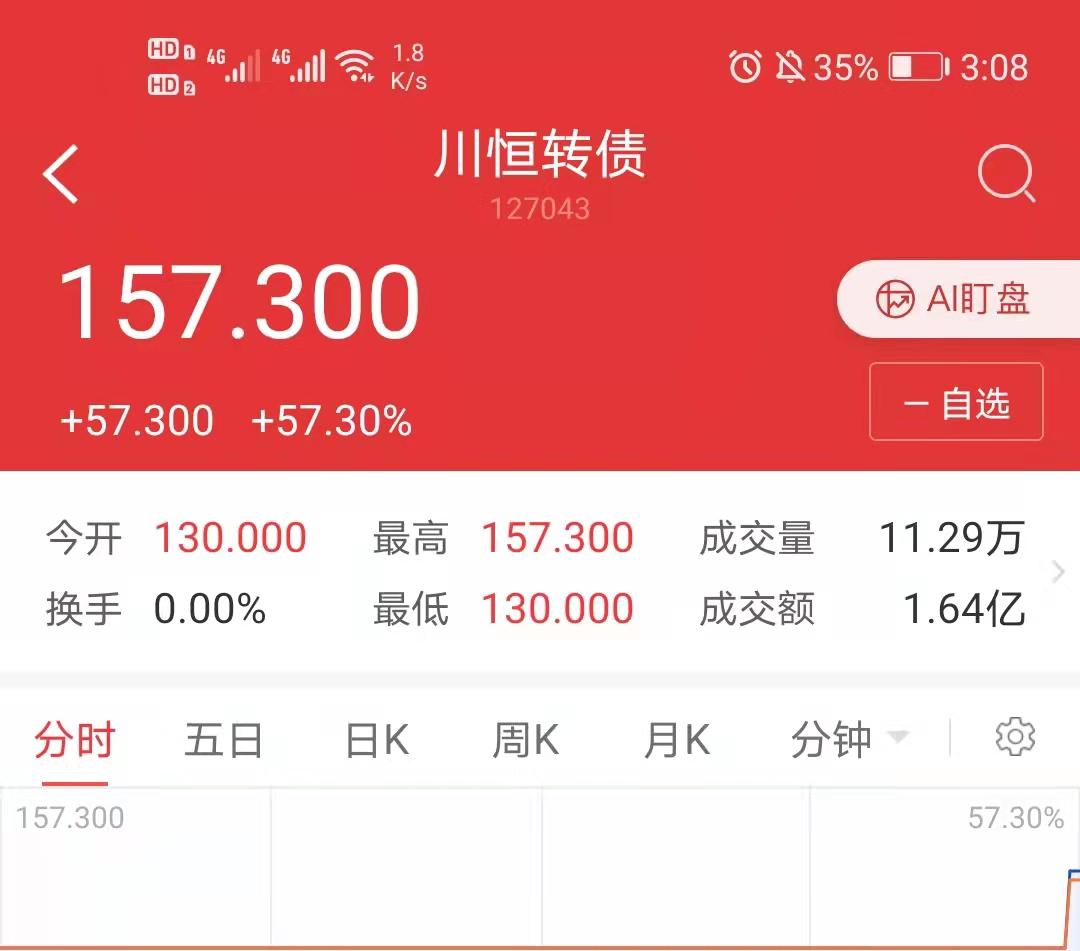 HD 1 4G 4G 1.8 K/s 35% 3:08
HD 2
川恒转债
127043
157.300
AI盯盘
+57.300 +57.30%
一 自选
今开 130.000 最高 157.300 成交量 11.29万
换手 0.00% 最低 130.000 成交额 1.64亿
分时 五日 日K 周K 月K 分钟
157.300 57.30%